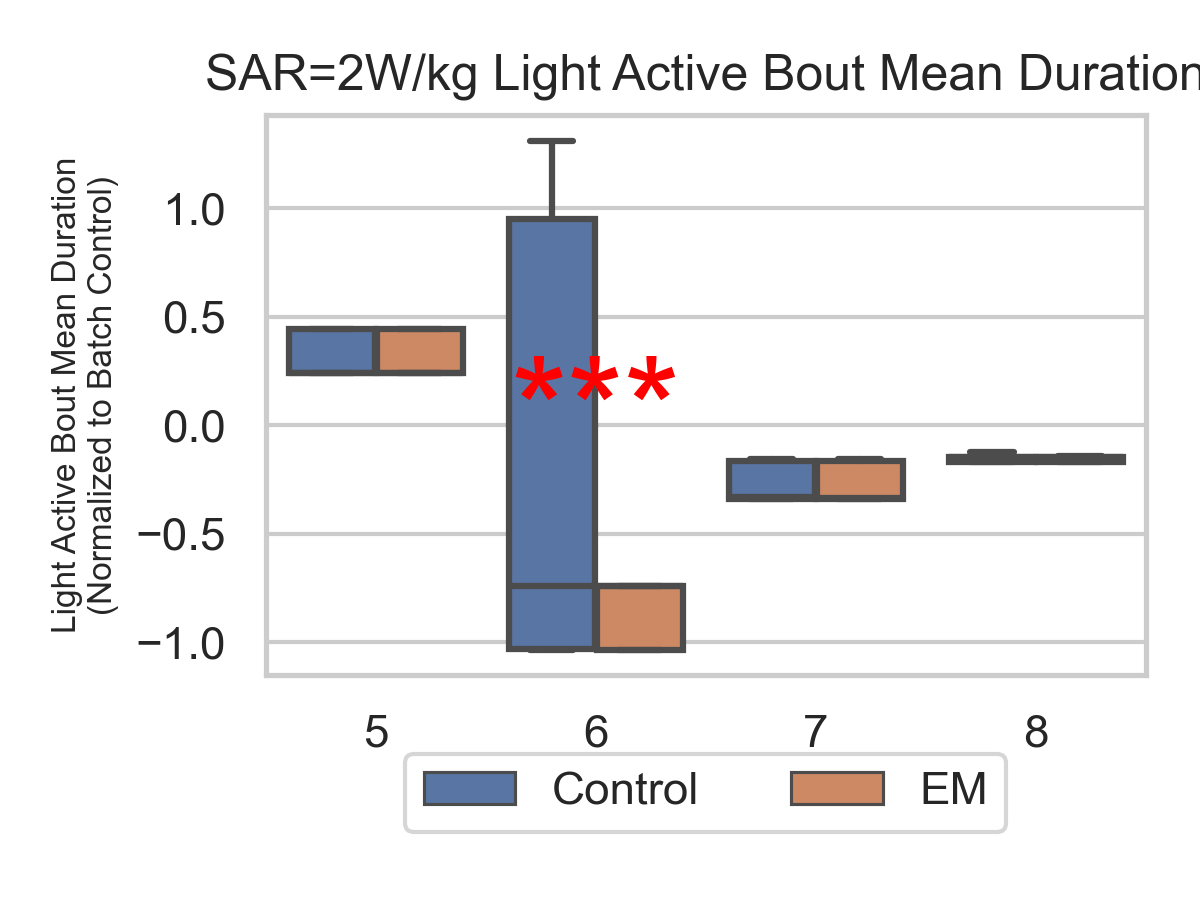 SAR=2W/kg Light Active Bout Mean Duration
Light Active Bout Mean Duration
(Normalized to Batch Control)
1.0
0.5
0.0
−0.5
−1.0
***
5 6 7 8
Control EM